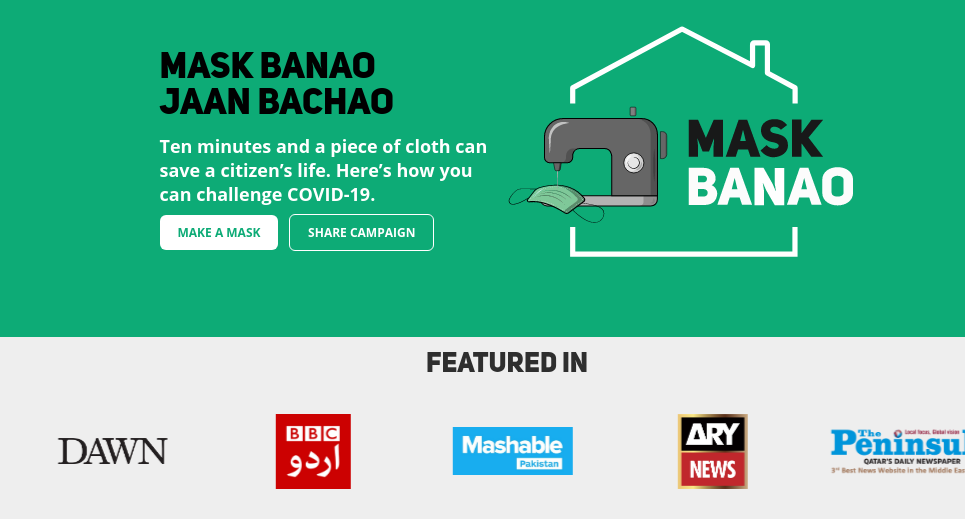 MASK BANAO
JAAN BACHAO
Ten minutes and a piece of cloth can
save a citizen’s life. Here’s how you
can challenge COVID-19.
MAKE A MASK
SHARE CAMPAIGN
MASK
BANAO
FEATURED IN
DAWN
BBC
اردو
Mashable
Pakistan
ARY
NEWS
Local focus, Global vision
The
Peninsul
QATAR'S DAILY NEWSPAPER
3rd Best News Website in the Middle Eas